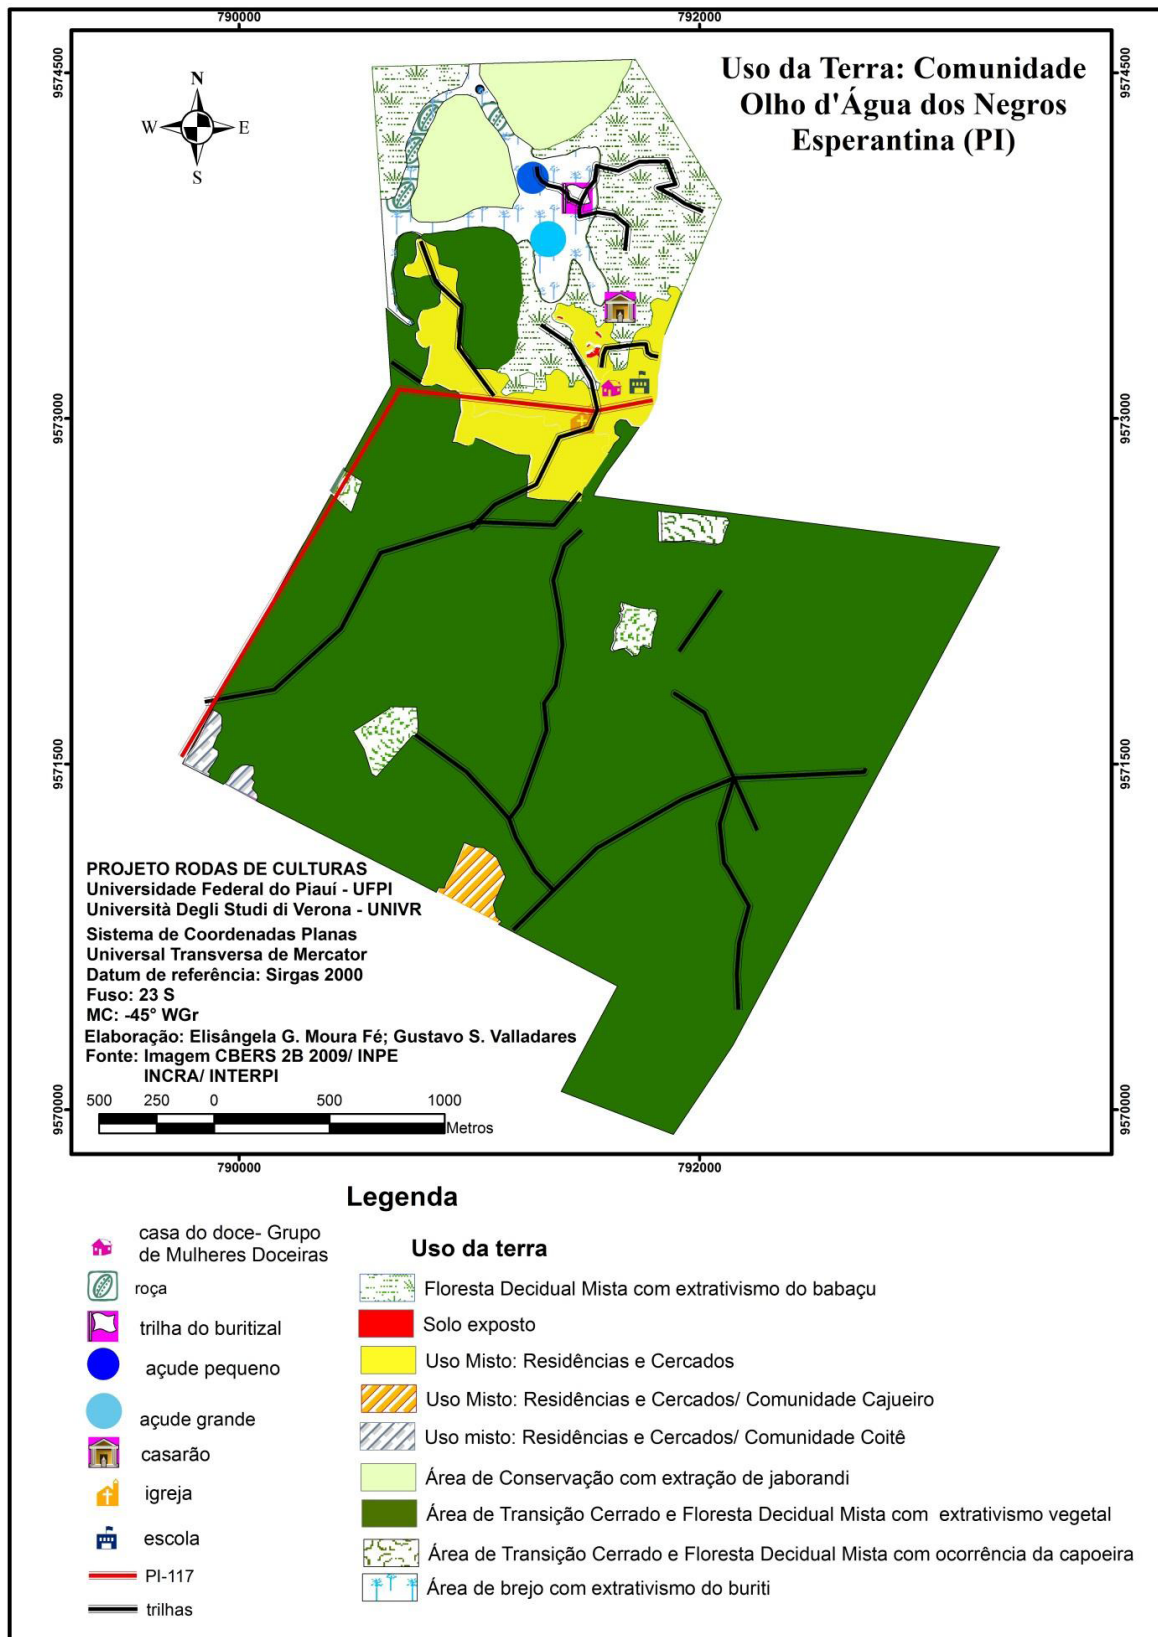 790000
792000
9574500
9574500
Uso da Terra: Comunidade
Olho d'Água dos Negros
Esperantina (PI)
N
W
E
S
9573000
9573000
9571500
9571500
PROJETO RODAS DE CULTURAS
Universidade Federal do Piauí - UFPI
Università Degli Studi di Verona - UNIVR
Sistema de Coordenadas Planas
Universal Transversa de Mercator
Datum de referência: Sirgas 2000
Fuso: 23 S
MC: -45º WGr
Elaboração: Elisângela G. Moura Fé; Gustavo S. Valladares
Fonte: Imagem CBERS 2B 2009/ INPE
INCRA/ INTERPI
500 250 0 500 1000
Metros
9570000
9570000
790000
792000
Legenda
casa do doce- Grupo
de Mulheres Doceiras
roça
trilha do buritizal
açude pequeno
açude grande
casarão
igreja
escola
PI-117
trilhas
Uso da terra
Floresta Decidual Mista com extrativismo do babaçu
Solo exposto
Uso Misto: Residências e Cercados
Uso Misto: Residências e Cercados/ Comunidade Cajueiro
Uso misto: Residências e Cercados/ Comunidade Coitê
Área de Conservação com extração de jaborandi
Área de Transição Cerrado e Floresta Decidual Mista com extrativismo vegetal
Área de Transição Cerrado e Floresta Decidual Mista com ocorrência da capoeira
Área de brejo com extrativismo do buriti